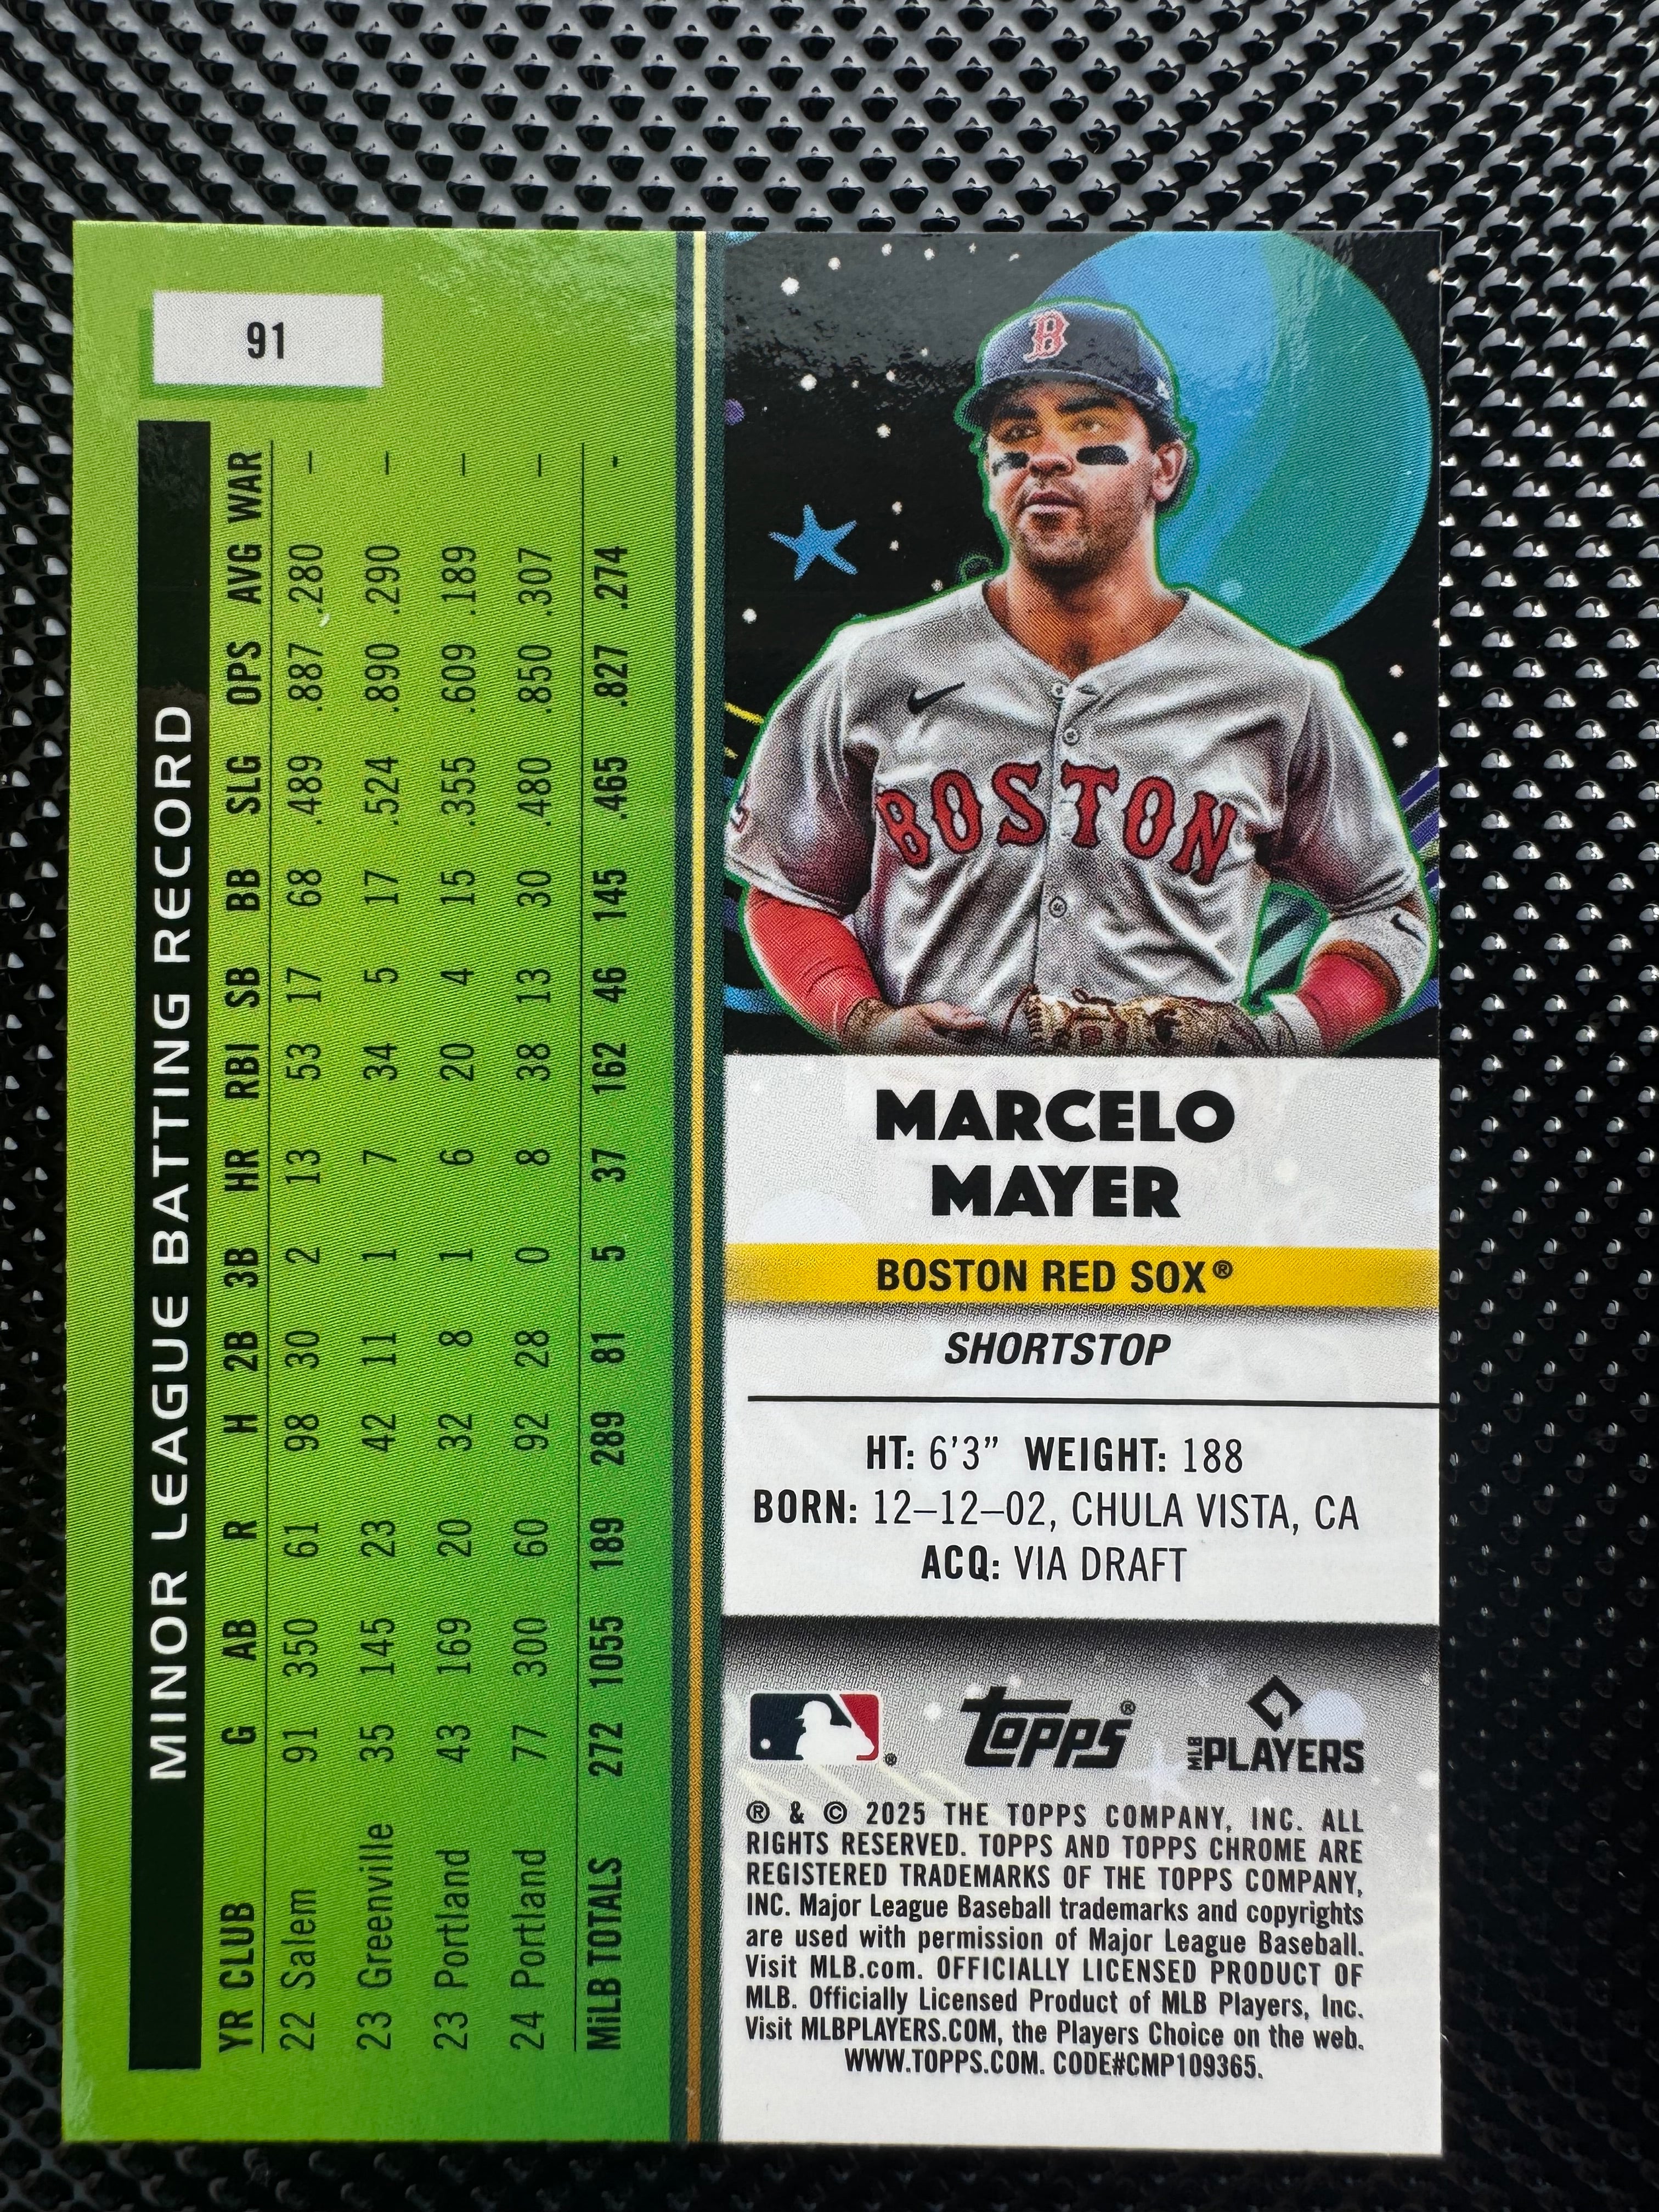 91
MINOR LEAGUE BATTING RECORD
YR CLUB G AB R H 2B 3B HR RBI SB BB SLG OPS AVG WAR
22 Salem 91 350 61 98 30 2 13 53 17 68 .489 .887 .280 –
23 Greenville 35 145 23 42 11 1 7 34 5 17 .524 .890 .290 –
23 Portland 43 169 20 32 8 1 6 20 4 15 .355 .609 .189 –
24 Portland 77 300 60 92 28 0 8 38 13 30 .480 .850 .307 –
MiLB TOTALS 272 1055 189 289 81 5 37 162 46 145 .465 .827 .274 -
B
BOSTON
MARCELO
MAYER
BOSTON RED SOX®
SHORTSTOP
HT: 6’3” WEIGHT: 188
BORN: 12–12–02, CHULA VISTA, CA
ACQ: VIA DRAFT
® topps® MLB PLAYERS
® & © 2025 THE TOPPS COMPANY, INC. ALL
RIGHTS RESERVED. TOPPS AND TOPPS CHROME ARE
REGISTERED TRADEMARKS OF THE TOPPS COMPANY,
INC. Major League Baseball trademarks and copyrights
are used with permission of Major League Baseball.
Visit MLB.com. OFFICIALLY LICENSED PRODUCT OF
MLB. Officially Licensed Product of MLB Players, Inc.
Visit MLBPLAYERS.COM, the Players Choice on the web.
WWW.TOPPS.COM. CODE#CMP109365.